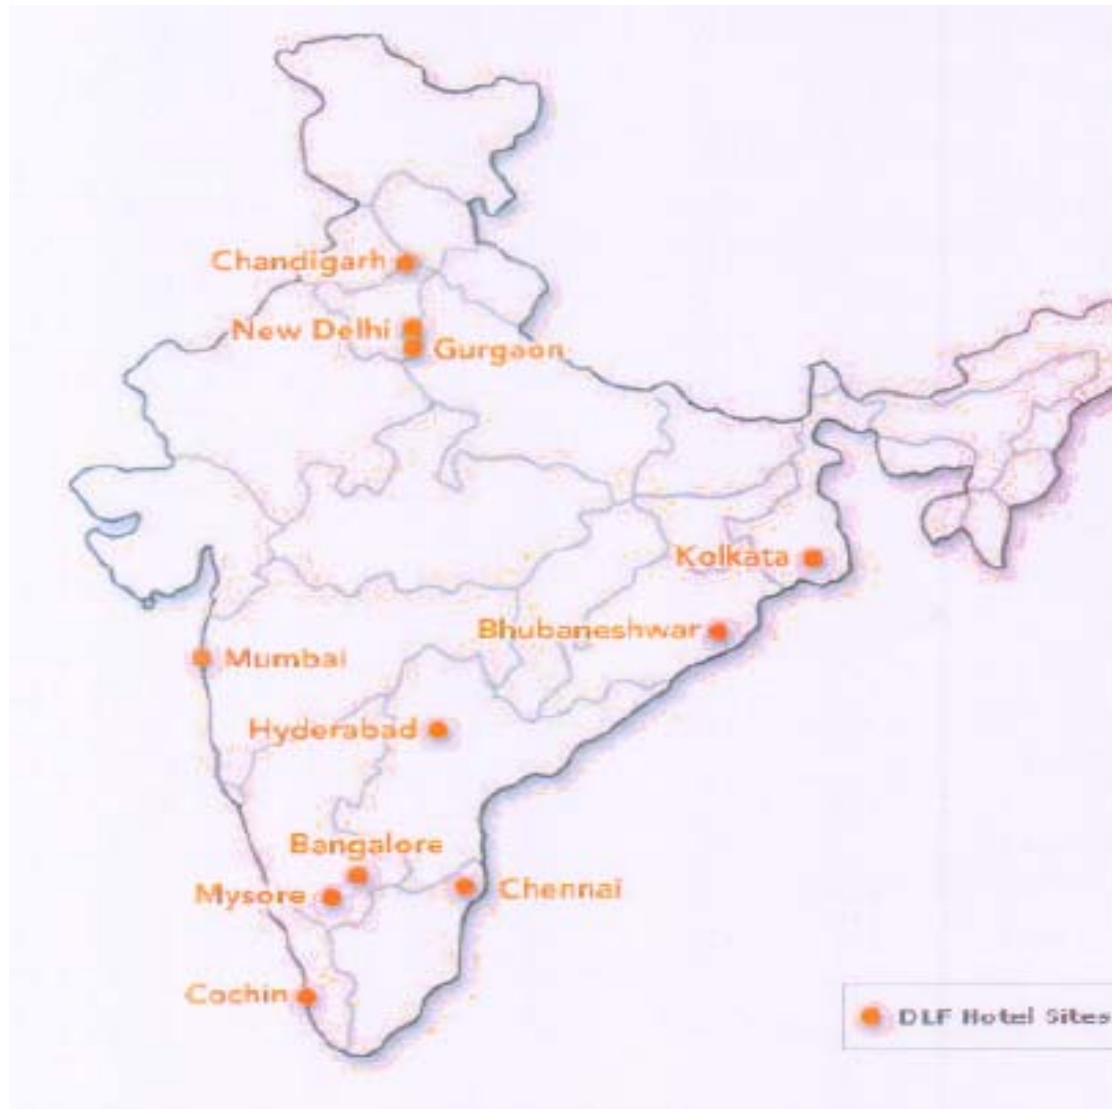 Chandigarh
New Delhi
Gurgaon
Kolkata
Bhubaneshwar
Mumbai
Hyderabad
Bangalore
Mysore
Chennai
Cochin
DLF Hotel Sites